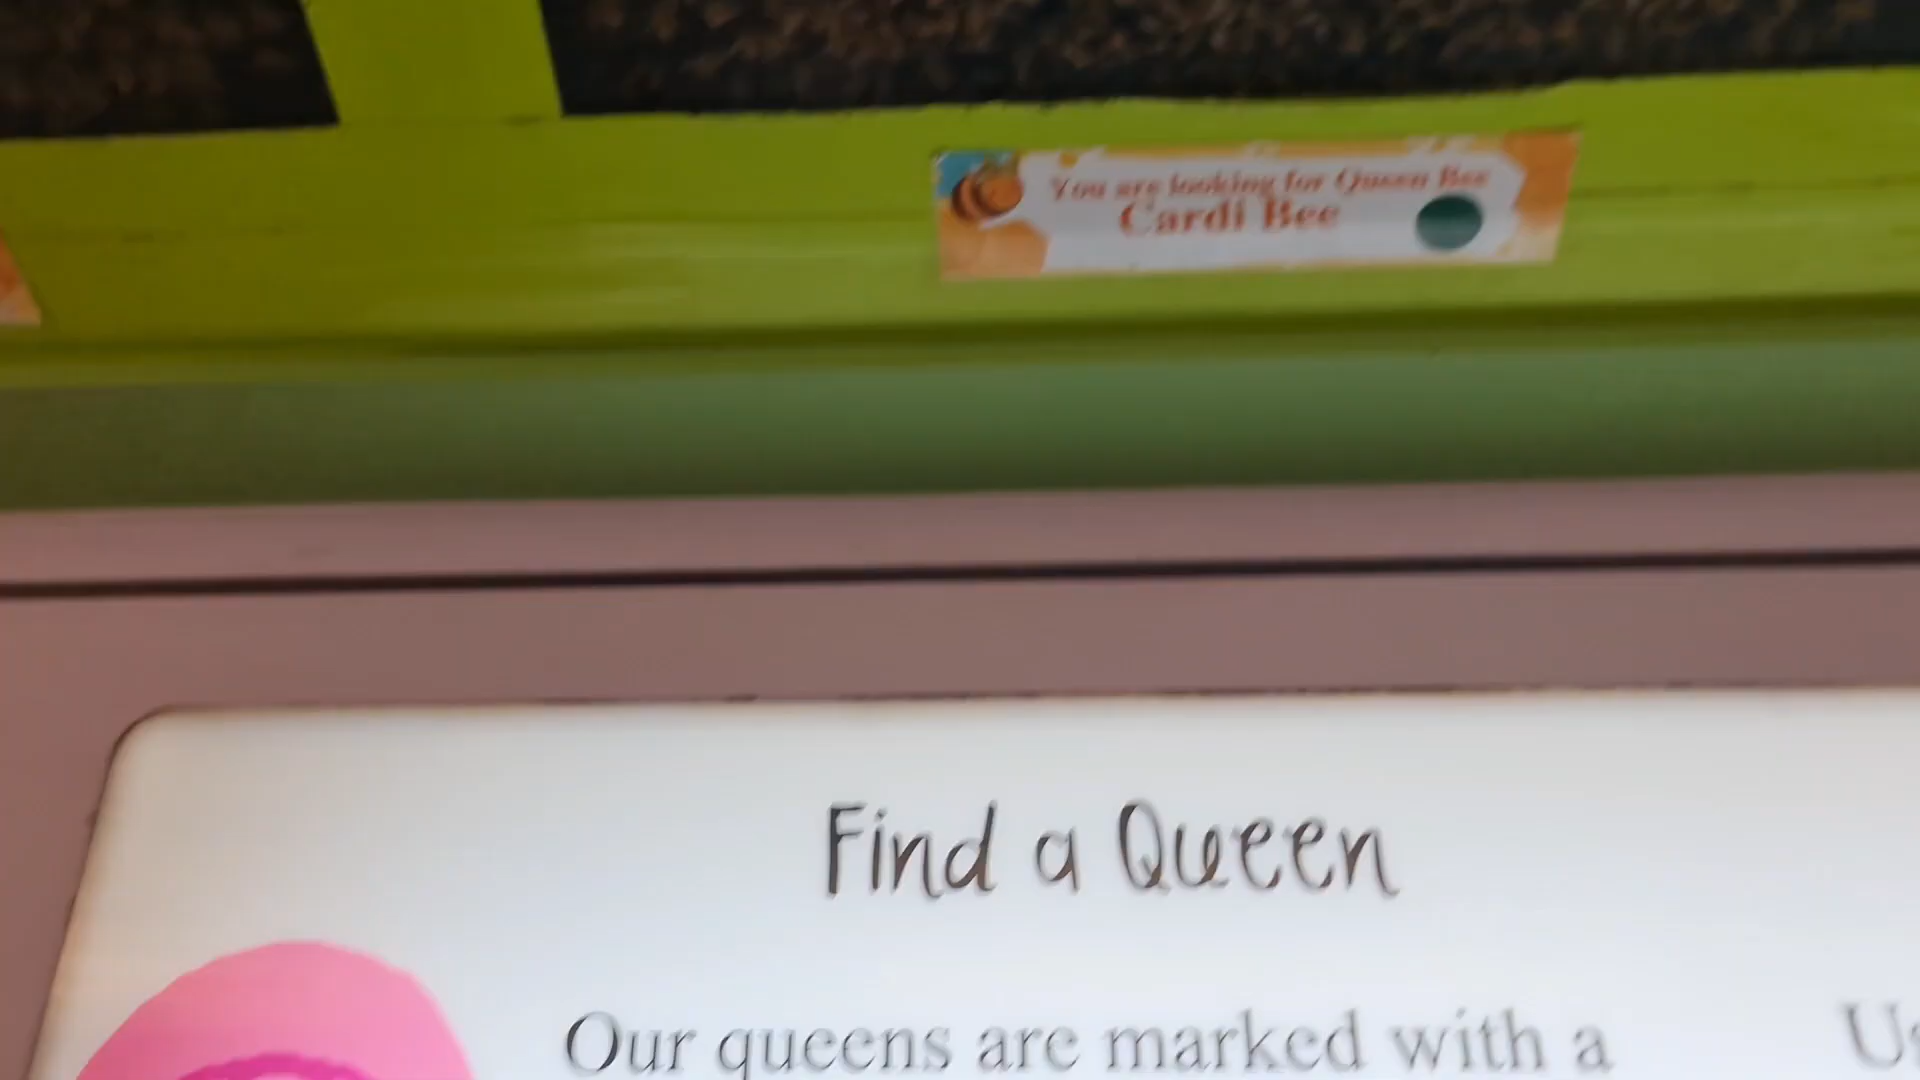 You are looking for Queen Bee
Cardi Bee
Find a Queen
Our queens are marked with a